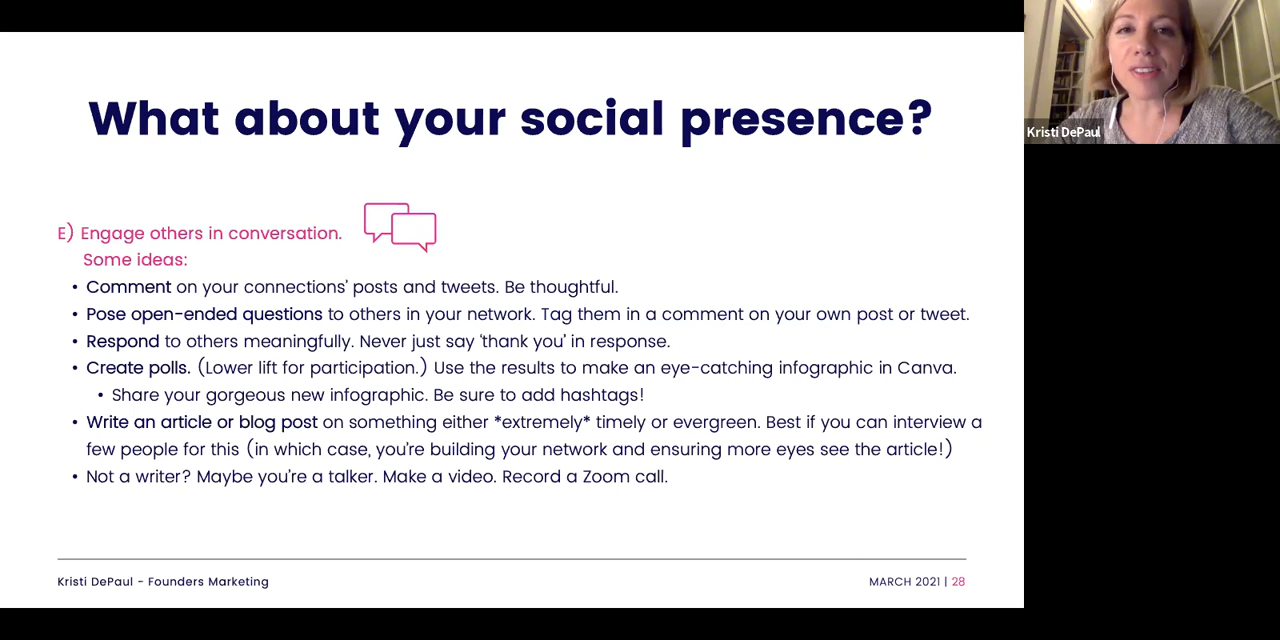 What about your social presence?
E) Engage others in conversation.
Some ideas:
• Comment on your connections' posts and tweets. Be thoughtful.
• Pose open-ended questions to others in your network. Tag them in a comment on your own post or tweet.
• Respond to others meaningfully. Never just say 'thank you' in response.
• Create polls. (Lower lift for participation.) Use the results to make an eye-catching infographic in Canva.
• Share your gorgeous new infographic. Be sure to add hashtags!
• Write an article or blog post on something either *extremely* timely or evergreen. Best if you can interview a
few people for this (in which case, you're building your network and ensuring more eyes see the article!)
• Not a writer? Maybe you're a talker. Make a video. Record a Zoom call.
Kristi DePaul - Founders Marketing
MARCH 2021 | 28
Kristi DePaul